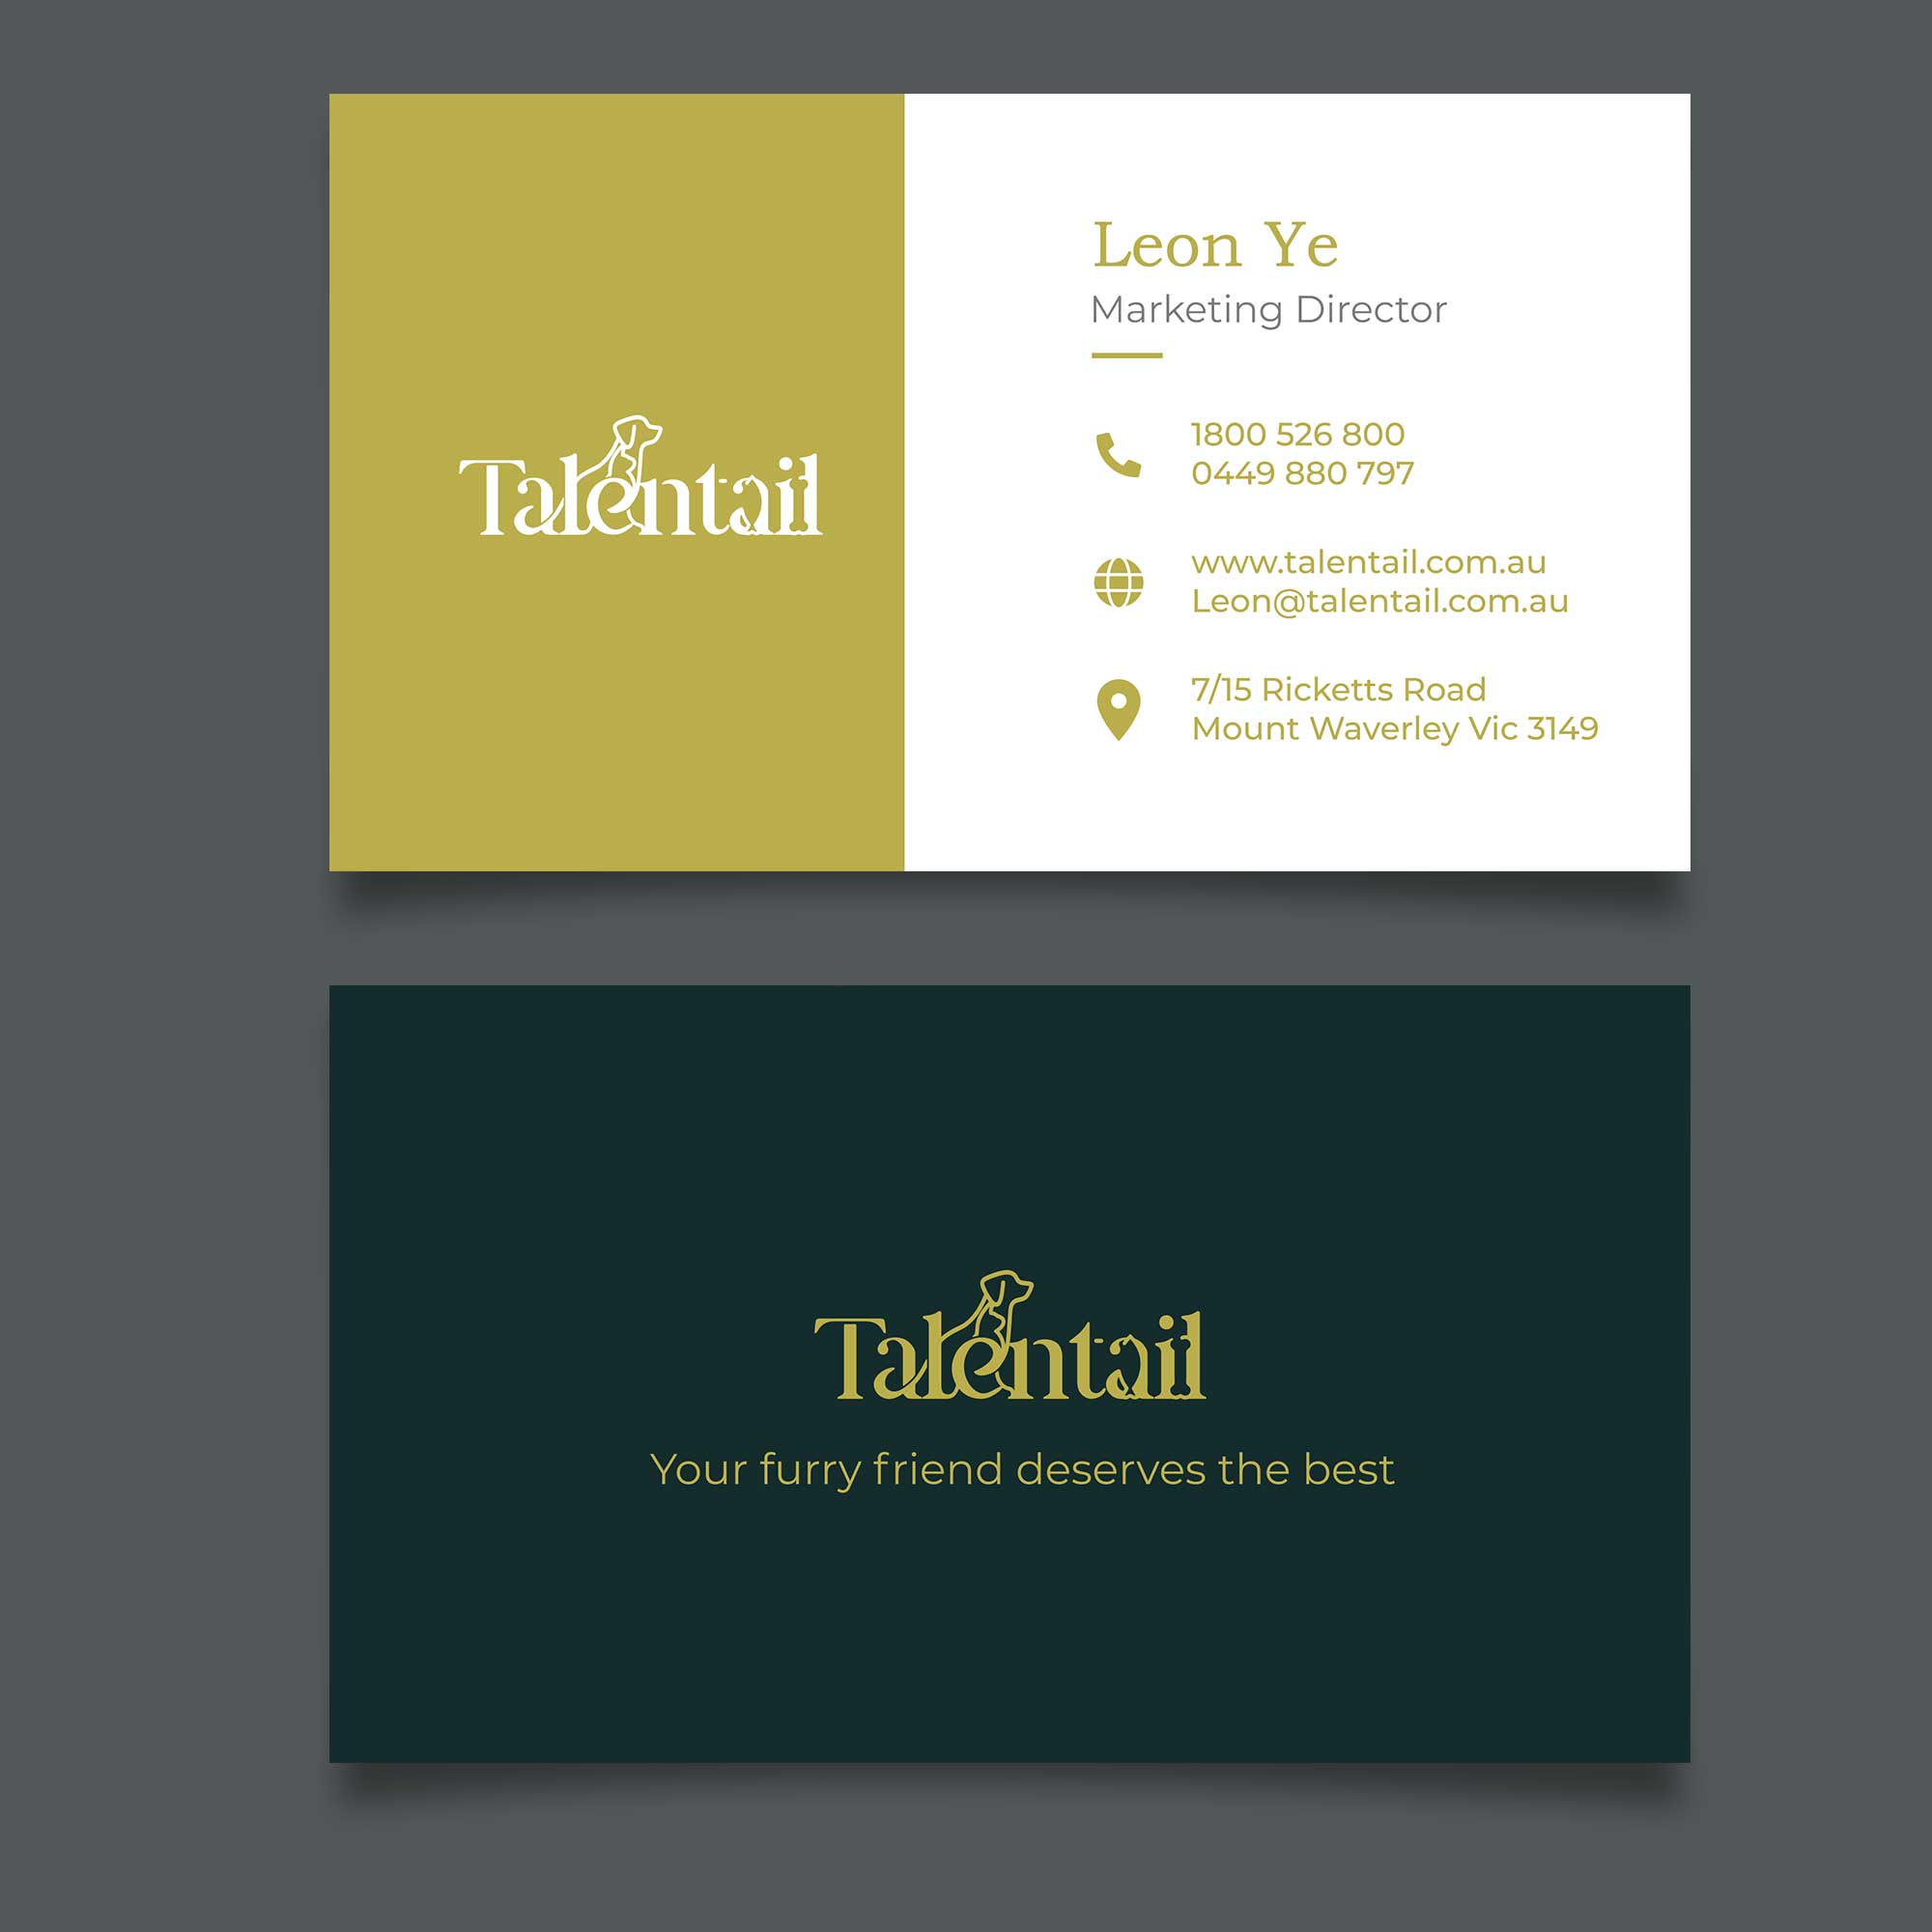 Talentail
Leon Ye
Marketing Director
1800 526 800
0449 880 797
www.talentail.com.au
Leon@talentail.com.au
7/15 Ricketts Road
Mount Waverley Vic 3149
Talentail
Your furry friend deserves the best